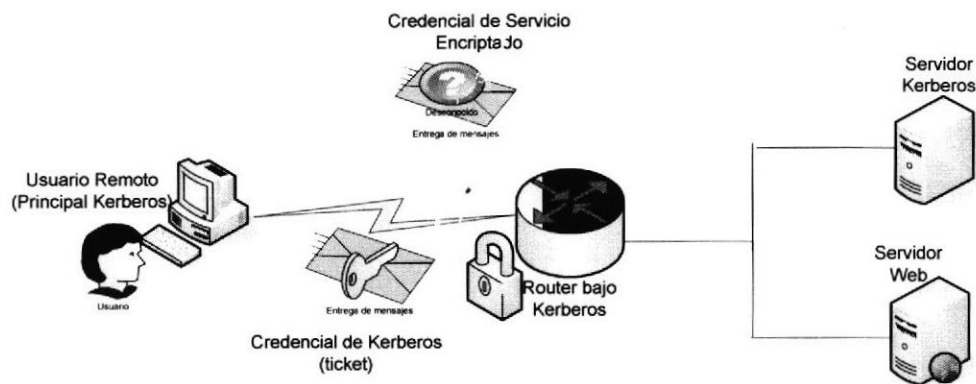 Credencial de Servicio
Encriptado
?
Desconocido
Entrega de mensajes
Servidor
Kerberos
Usuario Remoto
(Principal Kerberos)
Usuario
Entrega de mensajes
Credencial de Kerberos
(ticket)
Router bajo
Kerberos
Servidor
Web